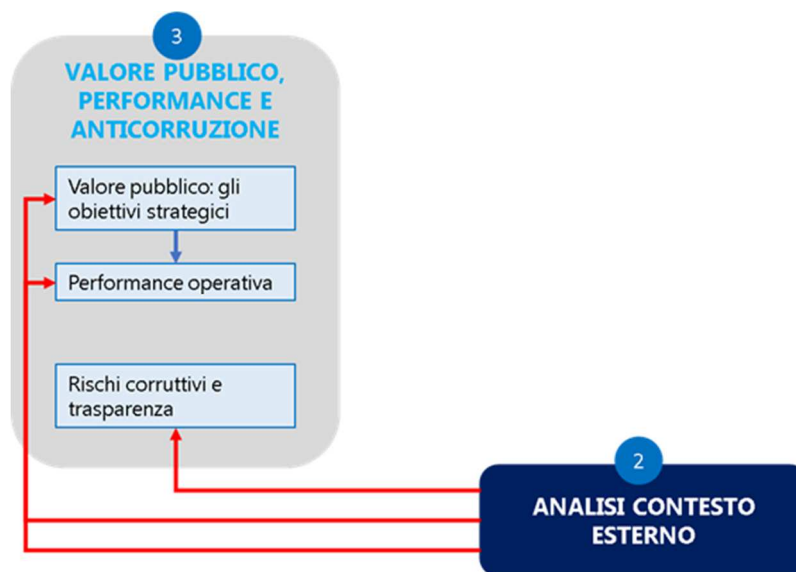 3
VALORE PUBBLICO,
PERFORMANCE E
ANTICORRUZIONE
Valore pubblico: gli
obiettivi strategici
Performance operativa
Rischi corruttivi e
trasparenza
2
ANALISI CONTESTO
ESTERNO